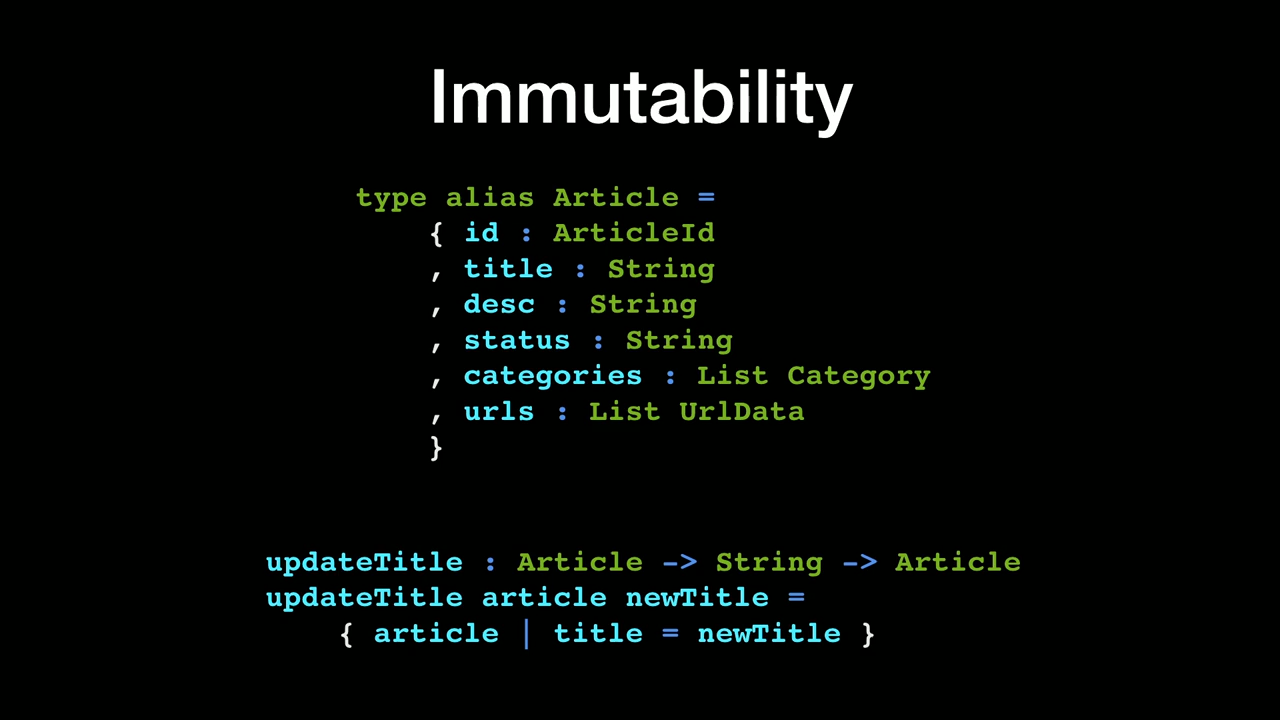 Immutability
type alias Article =
{ id : ArticleId
, title : String
, desc : String
, status : String
, categories : List Category
, urls : List UrlData
}
updateTitle : Article -> String -> Article
updateTitle article newTitle =
{ article | title = newTitle }